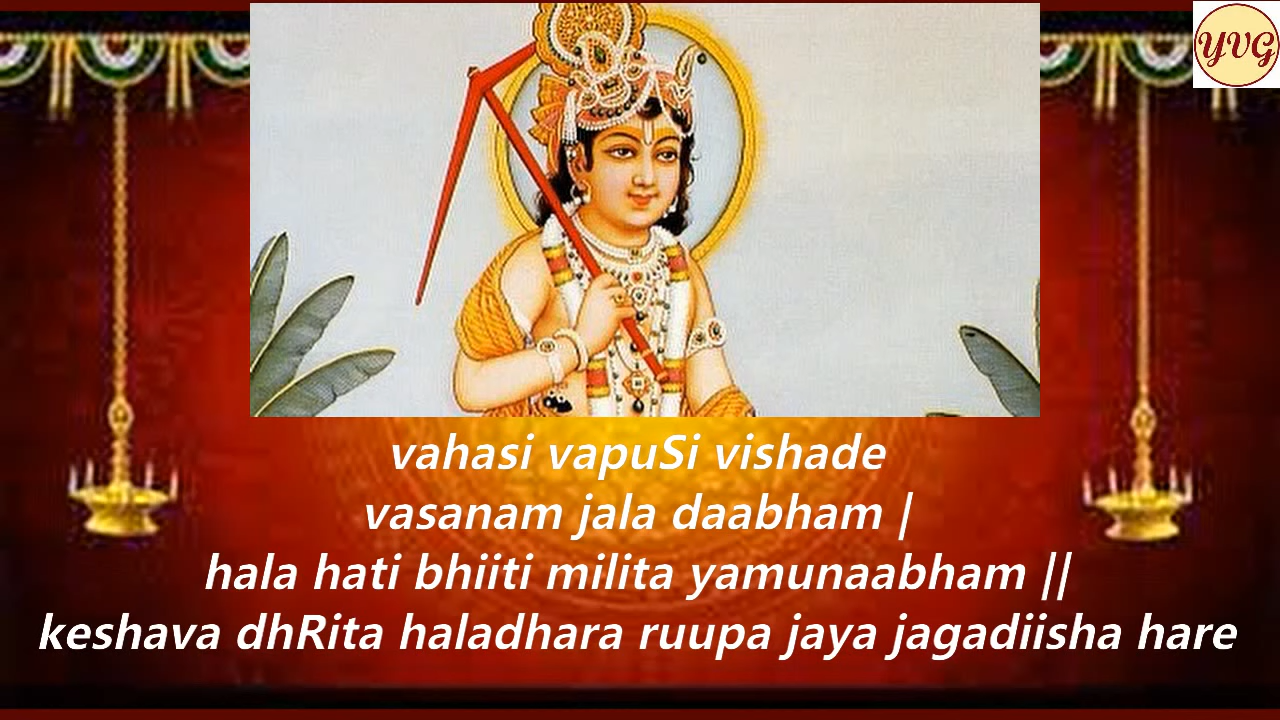 YVG
vahasi vapuSi vishade
vasanam jala daabham |
hala hati bhiiti milita yamunaabham ||
keshava dhRita haladhara ruupa jaya jagadiisha hare